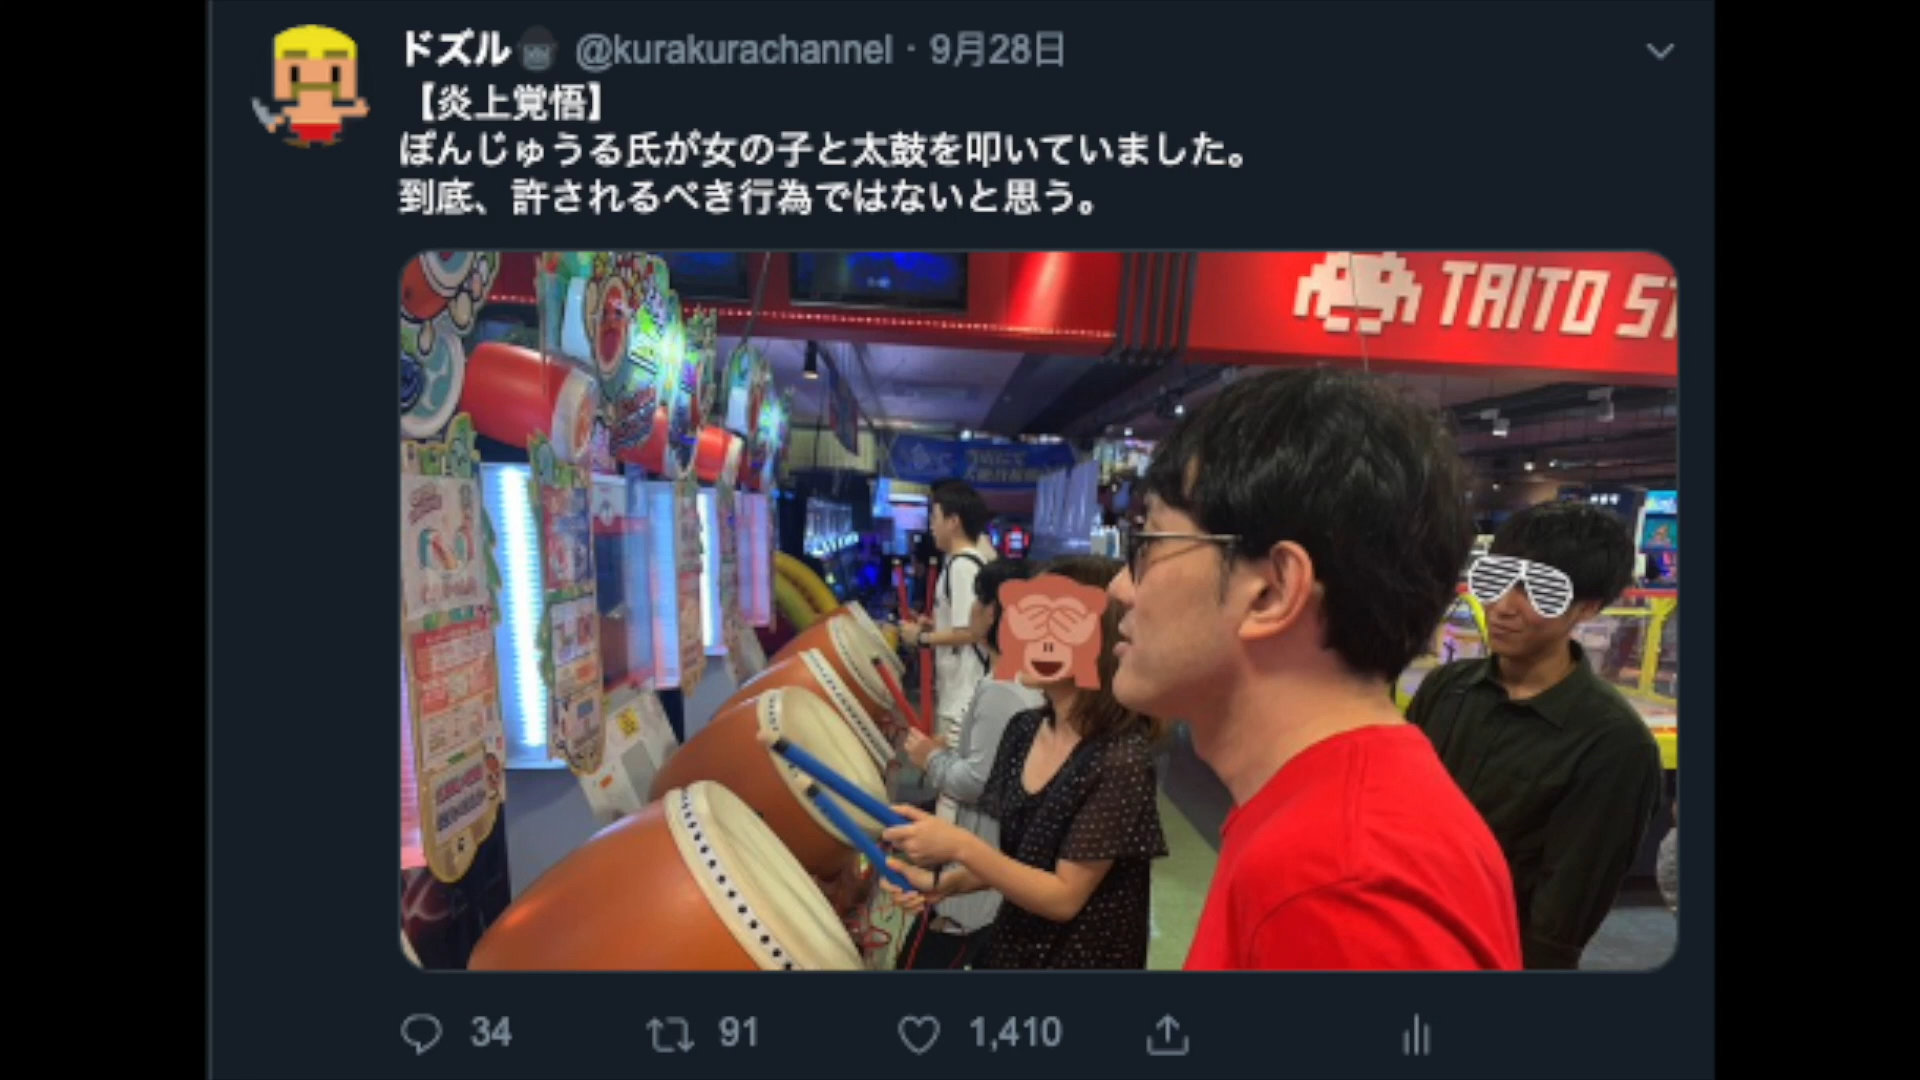 ドズル @kurakurachannel · 9月28日
【炎上覚悟】
ぼんじゅうる氏が女の子と太鼓を叩いていました。
到底、許されるべき行為ではないと思う。
TAITO ST
34 91 1,410